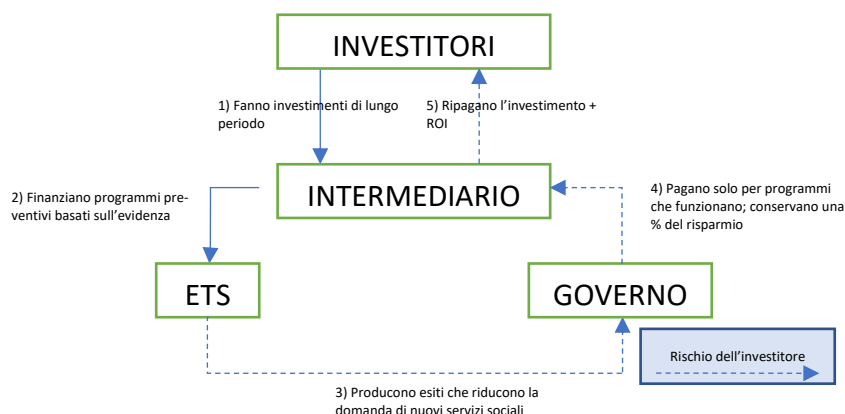 INVESTITORI
1) Fanno investimenti di lungo
periodo
5) Ripagano l'investimento +
ROI
2) Finanziano programmi pre-
ventivi basati sull'evidenza
INTERMEDIARIO
4) Pagano solo per programmi
che funzionano; conservano una
% del risparmio
ETS
GOVERNO
Rischio dell'investitore
3) Producono esiti che riducono la
domanda di nuovi servizi sociali